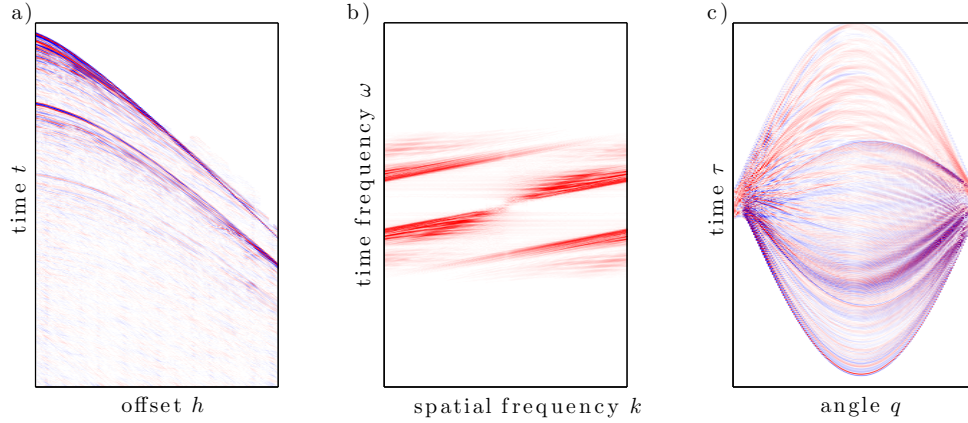 a)
time t
offset h
b)
time frequency ω
spatial frequency k
c)
time τ
angle q